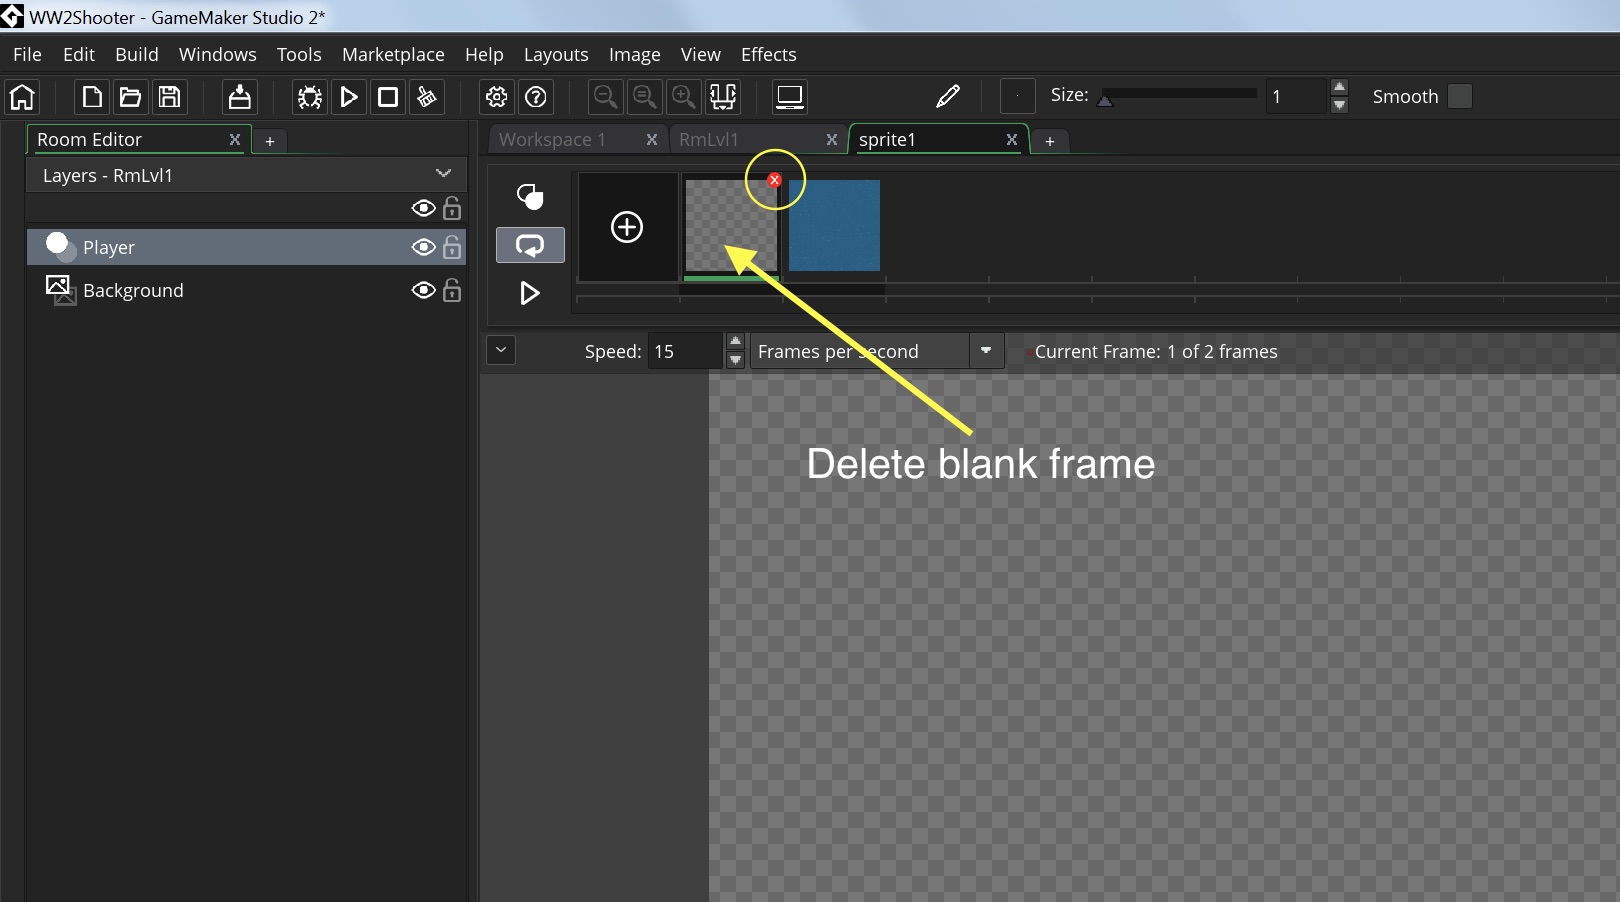 WW2Shooter - GameMaker Studio 2*
File Edit Build Windows Tools Marketplace Help Layouts Image View Effects
Size: 1 Smooth
Room Editor x +
Workspace 1 x RmLvl1 x sprite1 x +
Layers - RmLvl1
Player
Background
Speed: 15 Frames per second Current Frame: 1 of 2 frames
Delete blank frame